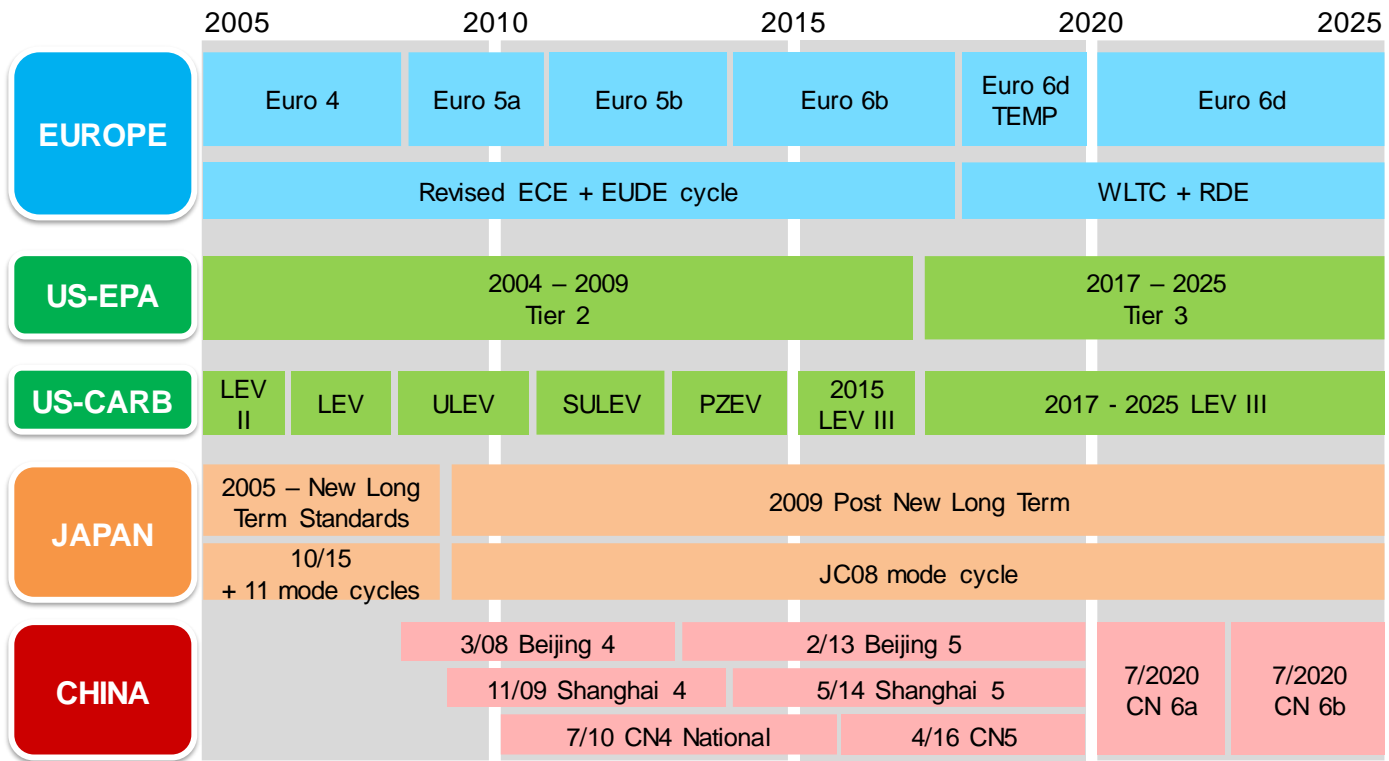 2005 2010 2015 2020 2025
EUROPE
Euro 4
Euro 5a
Euro 5b
Euro 6b
Euro 6d
TEMP
Euro 6d
Revised ECE + EUDE cycle
WLTC + RDE
US-EPA
2004 – 2009
Tier 2
2017 – 2025
Tier 3
US-CARB
LEV
II
LEV
ULEV
SULEV
PZEV
2015
LEV III
2017 - 2025 LEV III
JAPAN
2005 – New Long
Term Standards
2009 Post New Long Term
10/15
+ 11 mode cycles
JC08 mode cycle
CHINA
3/08 Beijing 4
2/13 Beijing 5
11/09 Shanghai 4
5/14 Shanghai 5
7/10 CN4 National
4/16 CN5
7/2020
CN 6a
7/2020
CN 6b